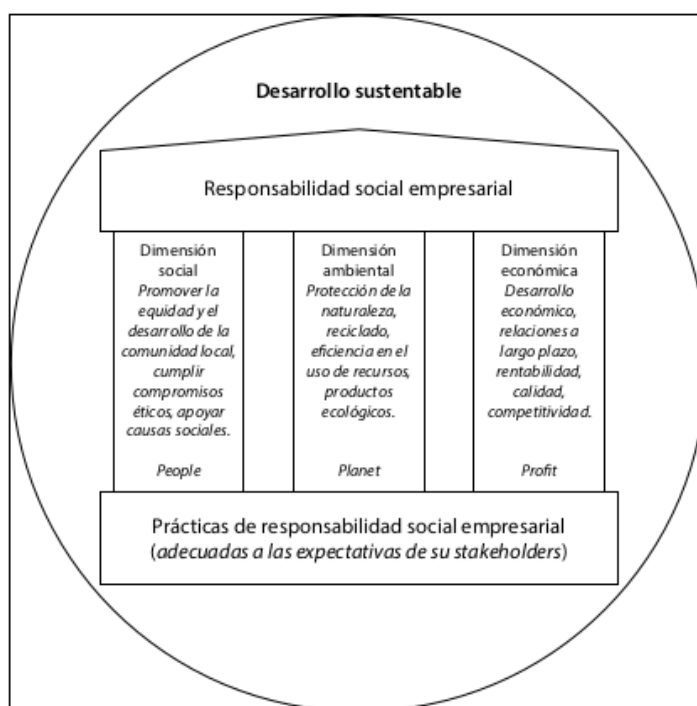 Desarrollo sustentable
Responsabilidad social empresarial
Dimensión
social
Promover la
equidad y el
desarrollo de la
comunidad local,
cumplir
compromisos
éticos, apoyar
causas sociales.
People
Dimensión
ambiental
Protección de la
naturaleza,
reciclado,
eficiencia en el
uso de recursos,
productos
ecológicos.
Planet
Dimensión
económica
Desarrollo
económico,
relaciones a
largo plazo,
rentabilidad,
calidad,
competitividad.
Profit
Prácticas de responsabilidad social empresarial
(adecuadas a las expectativas de su stakeholders)